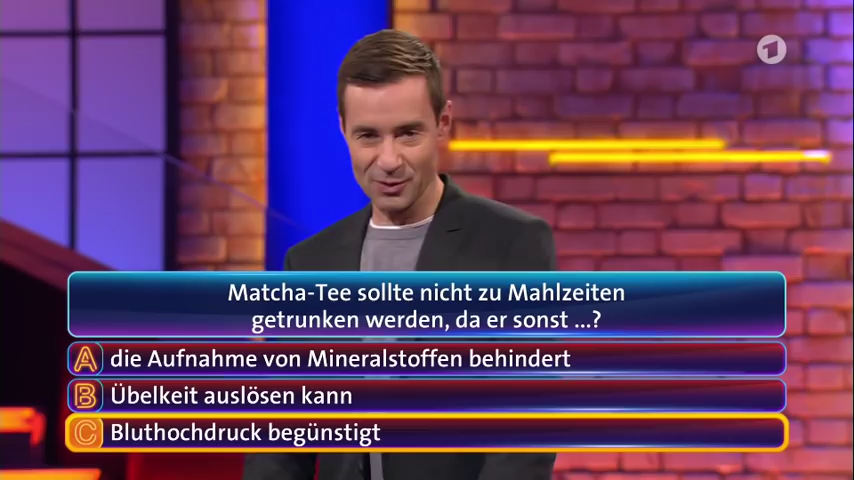 1
Matcha-Tee sollte nicht zu Mahlzeiten
getrunken werden, da er sonst ...?
A die Aufnahme von Mineralstoffen behindert
B Übelkeit auslösen kann
C Bluthochdruck begünstigt